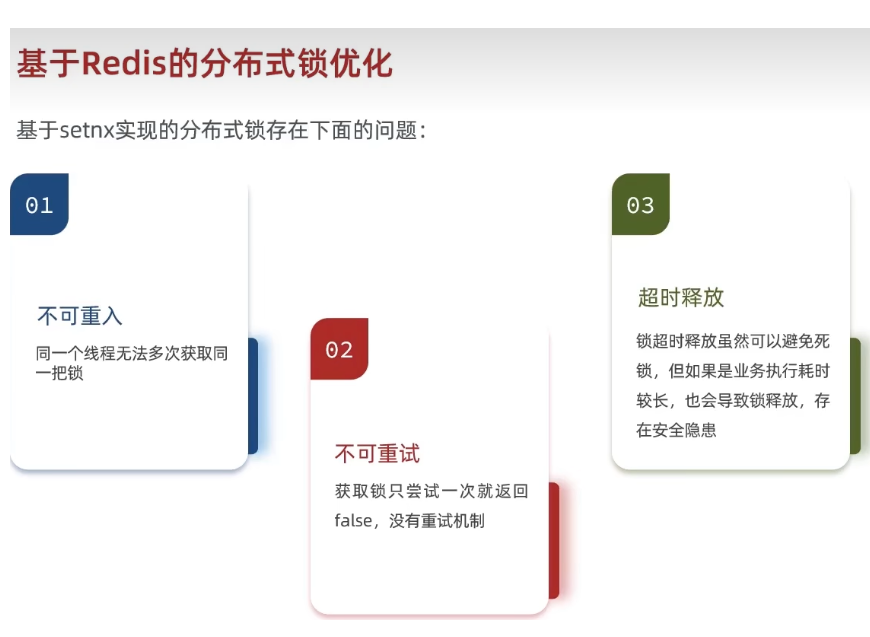 基于Redis的分布式锁优化
基于setnx实现的分布式锁存在下面的问题：
01
不可重入
同一个线程无法多次获取同
一把锁
02
不可重试
获取锁只尝试一次就返回
false，没有重试机制
03
超时释放
锁超时释放虽然可以避免死
锁，但如果是业务执行耗时
较长，也会导致锁释放，存
在安全隐患